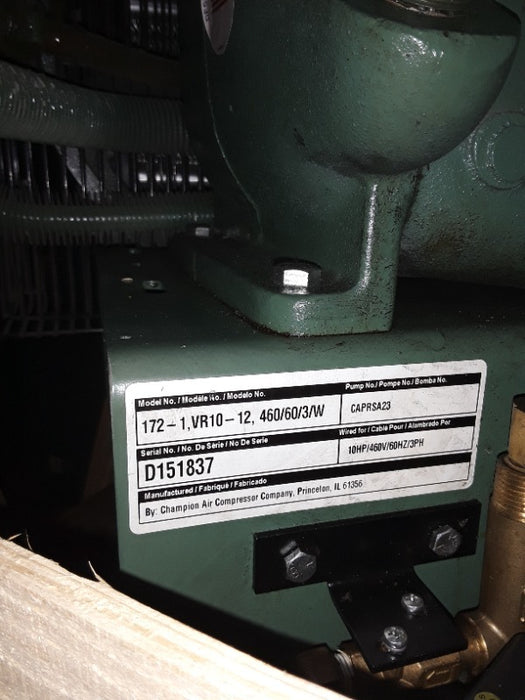 Model No. / Modèle No. / Modelo No.
Pump No./ Pompe No./ Bomba No.
172-1,VR10-12, 460/60/3/W
CAPRSA23
Serial No. / No. De Série / No De Serie
Wired for / Cable Pour / Alambrado Por
D151837
10HP/460V/60HZ/3PH
Manufactured / Fabriqué / Fabricado
By: Champion Air Compressor Company, Princeton, IL 61356